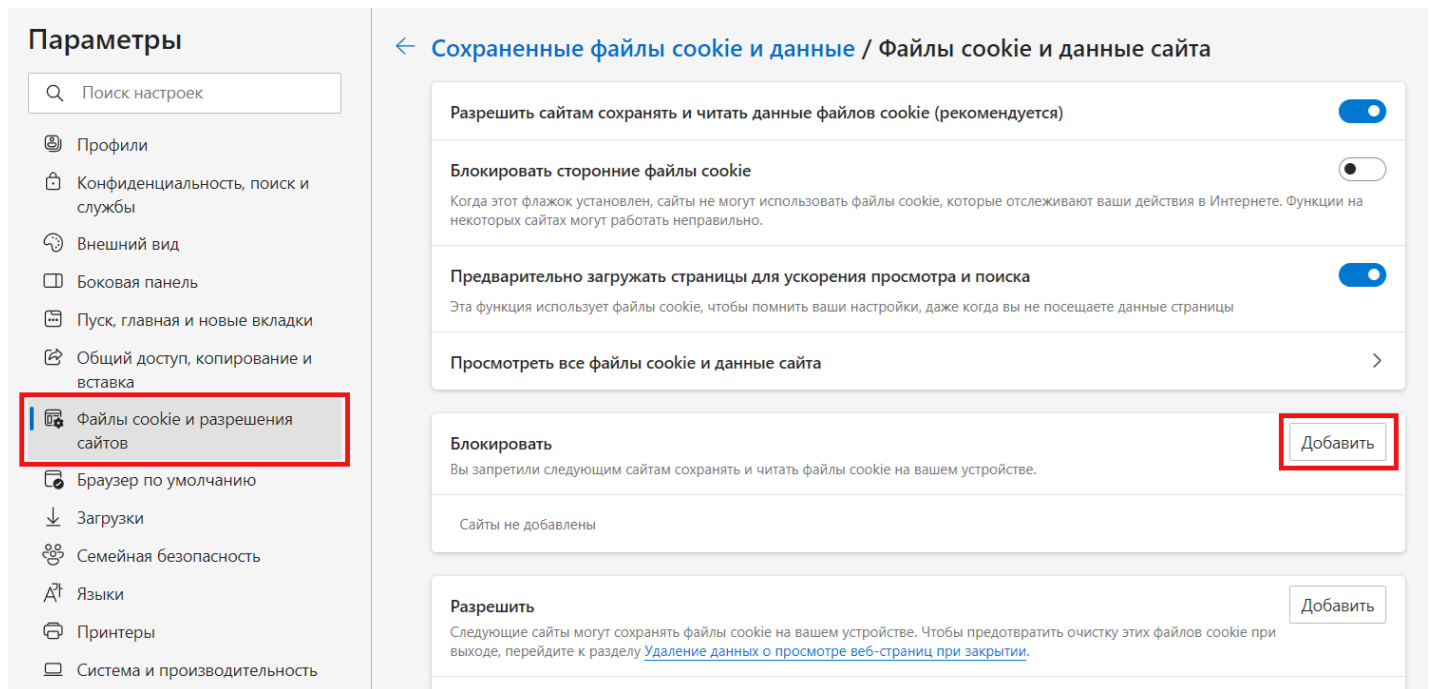 Параметры
Поиск настроек
Профили
Конфиденциальность, поиск и
службы
Внешний вид
Боковая панель
Пуск, главная и новые вкладки
Общий доступ, копирование и
вставка
Файлы cookie и разрешения
сайтов
Браузер по умолчанию
Загрузки
Семейная безопасность
Языки
Принтеры
Система и производительность
Сохраненные файлы cookie и данные / Файлы cookie и данные сайта
Разрешить сайтам сохранять и читать данные файлов cookie (рекомендуется)
Блокировать сторонние файлы cookie
Когда этот флажок установлен, сайты не могут использовать файлы cookie, которые отслеживают ваши действия в Интернете. Функции на
некоторых сайтах могут работать неправильно.
Предварительно загружать страницы для ускорения просмотра и поиска
Эта функция использует файлы cookie, чтобы помнить ваши настройки, даже когда вы не посещаете данные страницы
Просмотреть все файлы cookie и данные сайта
Блокировать
Добавить
Вы запретили следующим сайтам сохранять и читать файлы cookie на вашем устройстве.
Сайты не добавлены
Разрешить
Добавить
Следующие сайты могут сохранять файлы cookie на вашем устройстве. Чтобы предотвратить очистку этих файлов cookie при
выходе, перейдите к разделу Удаление данных о просмотре веб-страниц при закрытии.